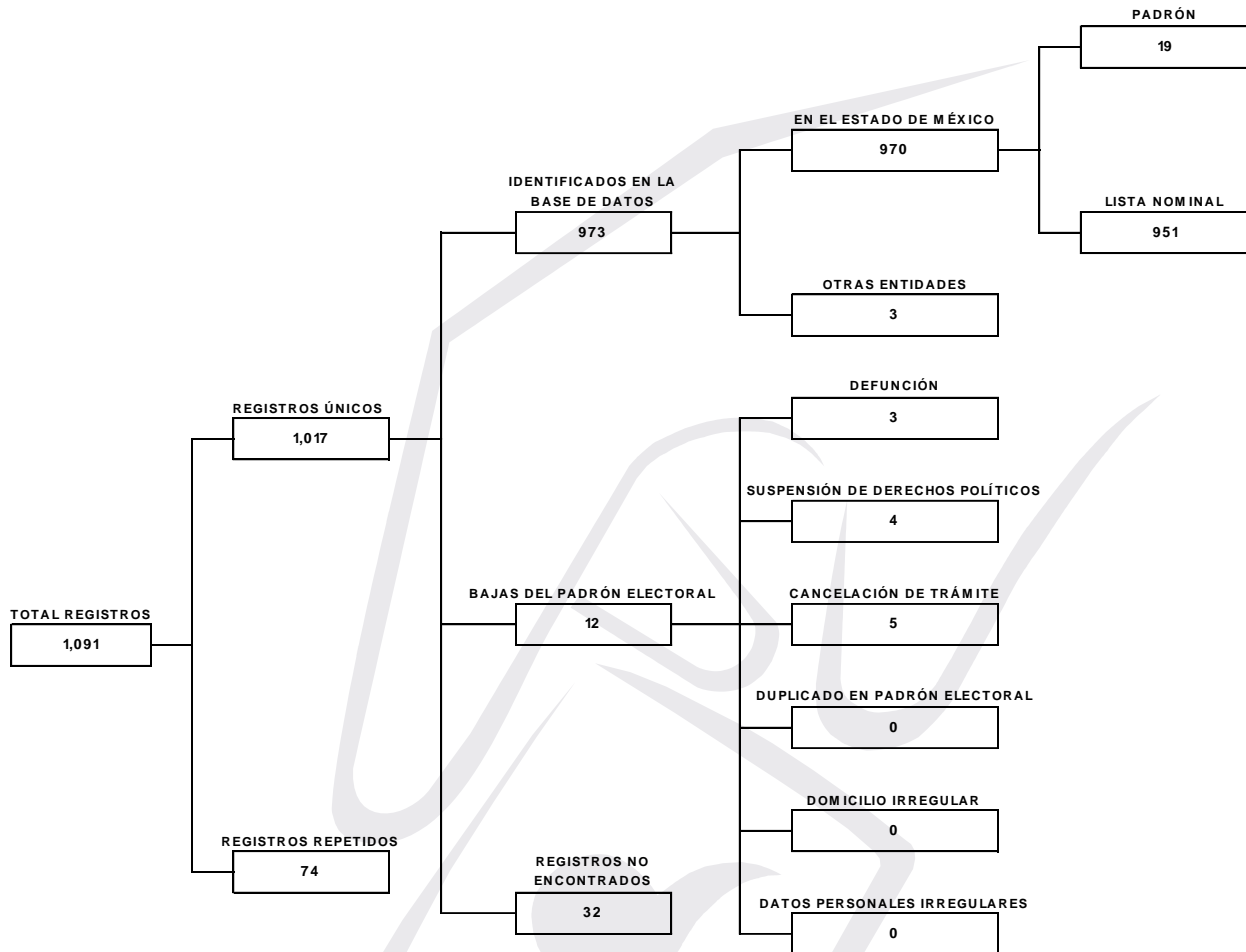 PADRÓN
19
EN EL ESTADO DE MÉXICO
970
IDENTIFICADOS EN LA
BASE DE DATOS
973
LISTA NOMINAL
951
OTRAS ENTIDADES
3
DEFUNCIÓN
3
REGISTROS ÚNICOS
1,017
SUSPENSIÓN DE DERECHOS POLÍTICOS
4
BAJAS DEL PADRÓN ELECTORAL
12
CANCELACIÓN DE TRÁMITE
5
TOTAL REGISTROS
1,091
DUPLICADO EN PADRÓN ELECTORAL
0
DOMICILIO IRREGULAR
0
REGISTROS REPETIDOS
74
REGISTROS NO
ENCONTRADOS
32
DATOS PERSONALES IRREGULARES
0